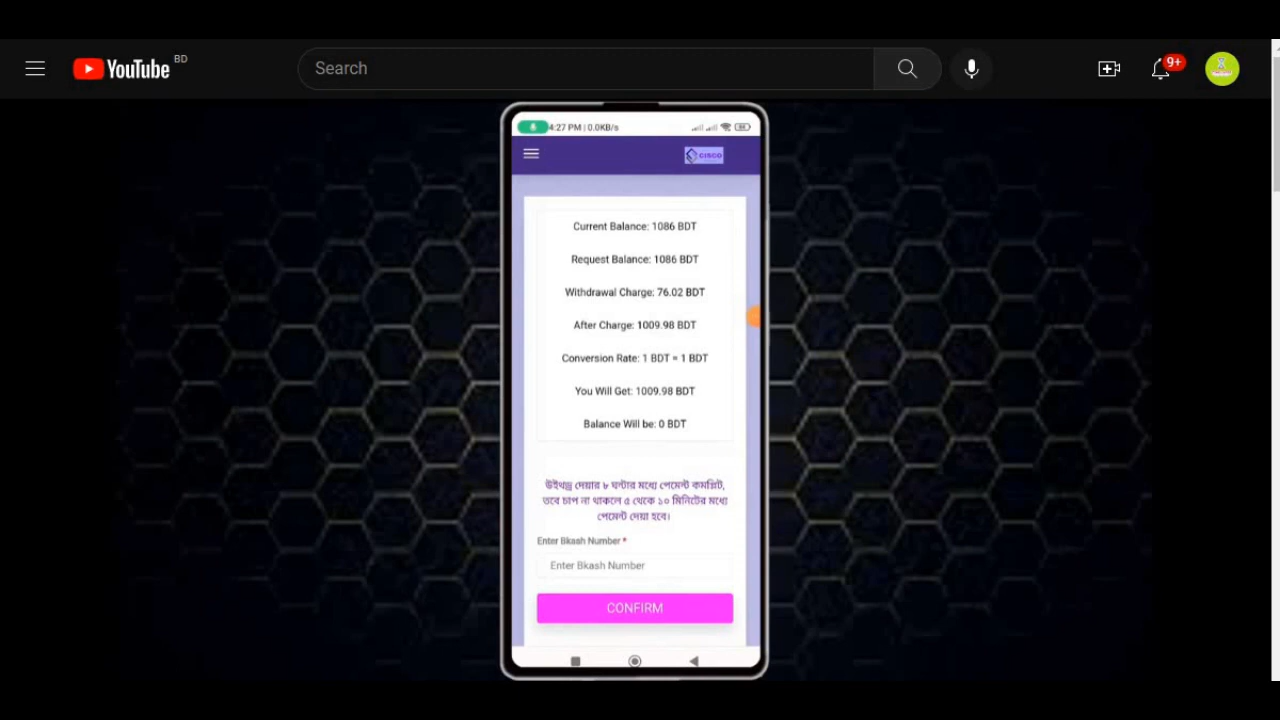 YouTube BD
Search
9+
4:27 PM | 0.0KB/s
CISCO
Current Balance: 1086 BDT
Request Balance: 1086 BDT
Withdrawal Charge: 76.02 BDT
After Charge: 1009.98 BDT
Conversion Rate: 1 BDT = 1 BDT
You Will Get: 1009.98 BDT
Balance Will be: 0 BDT
উইথড্র দেয়ার ৮ ঘন্টার মধ্যে পেমেন্ট কমপ্লিট,
তবে চাপ না থাকলে ৫ থেকে ১০ মিনিটের মধ্যে
পেমেন্ট দেয়া হবে।
Enter Bkash Number *
Enter Bkash Number
CONFIRM